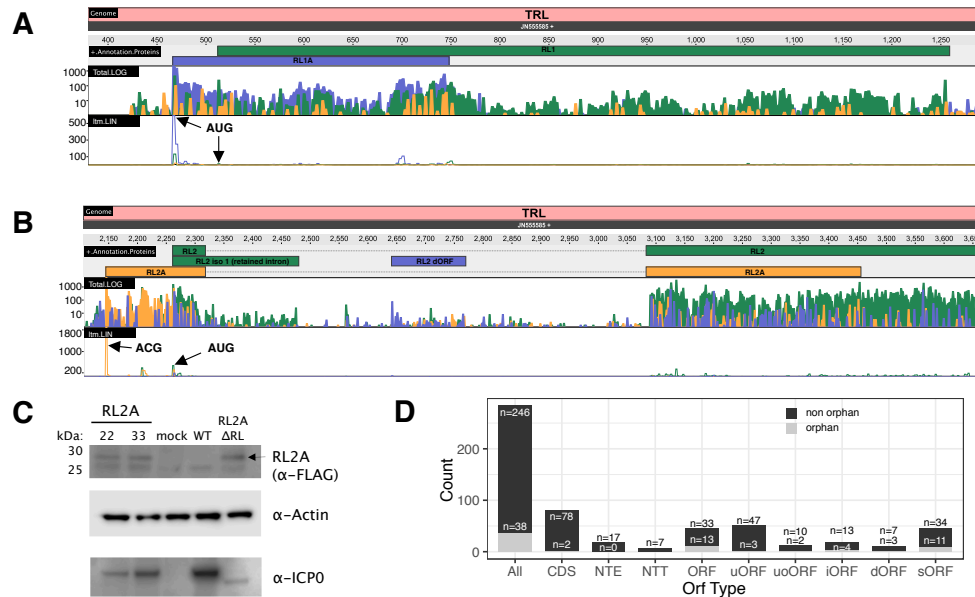 A
Genome
TRL
JN555585 +
400 450 500 550 600 650 700 750 800 850 900 950 1,000 1,050 1,100 1,150 1,200 1,250
+.Annotation.Proteins
RL1
RL1A
Total.LOG
1000
100
10
ltm.LIN
500
300
100
AUG
B
Genome
TRL
JN555585 +
2,150 2,200 2,250 2,300 2,350 2,400 2,450 2,500 2,550 2,600 2,650 2,700 2,750 2,800 2,850 2,900 2,950 3,000 3,050 3,100 3,150 3,200 3,250 3,300 3,350 3,400 3,450 3,500 3,550 3,600 3,65
+.Annotation.Proteins
RL2
RL2
RL2 iso 1 (retained intron)
RL2 dORF
RL2A
RL2A
Total.LOG
1000
100
10
ltm.LIN
1800
1000
200
ACG
AUG
C
RL2A
RL2A
kDa: 22 33 mock WT ΔRL
30
25
RL2A
(α-FLAG)
α-Actin
α-ICP0
D
non orphan
orphan
Count
200
100
0
n=246
n=38
n=78
n=2
n=17
n=0
n=7
n=33
n=13
n=47
n=3
n=10
n=2
n=13
n=4
n=7
n=3
n=34
n=11
All CDS NTE NTT ORF uORF uoORF iORF dORF sORF
Orf Type